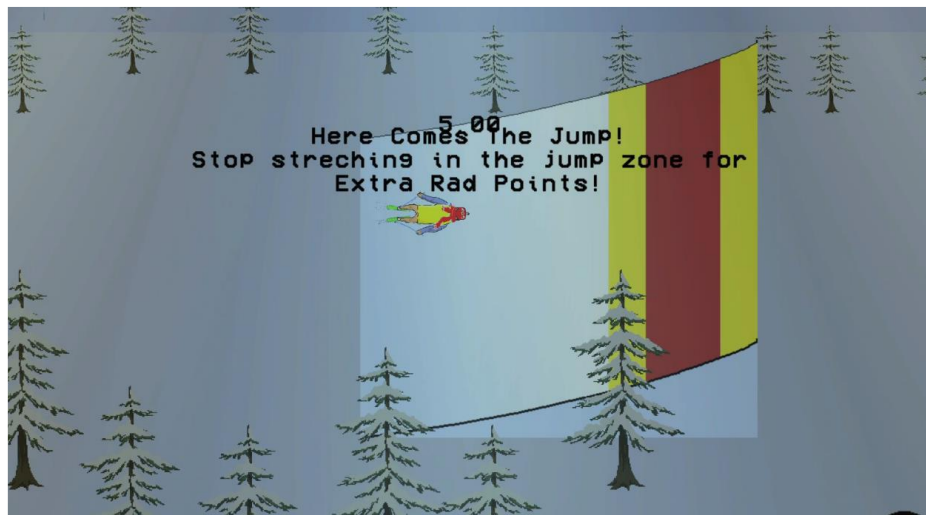 5.00
Here Comes The Jump!
Stop streching in the jump zone for
Extra Rad Points!